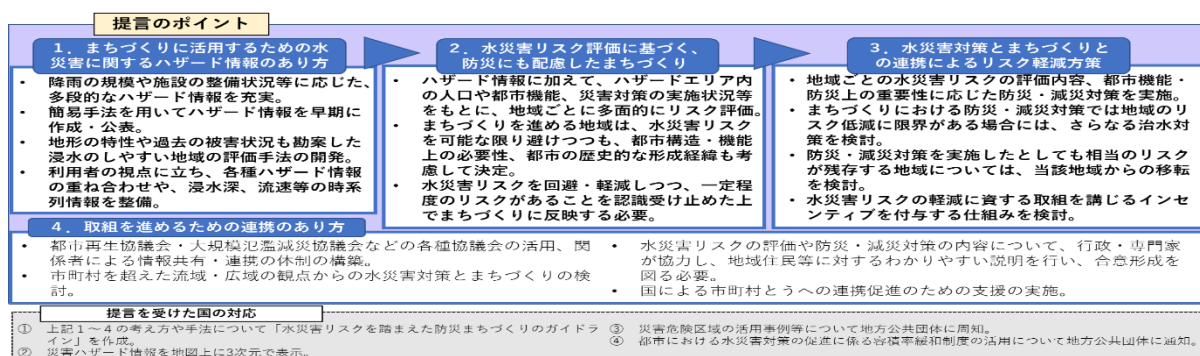 提言のポイント
1．まちづくりに活用するための水
災害に関するハザード情報のあり方
・ 降雨の規模や施設の整備状況等に応じた、
多段的なハザード情報を充実。
・ 簡易手法を用いてハザード情報を早期に
作成・公表。
・ 地形の特性や過去の被害状況も勘案した
浸水のしやすい地域の評価手法の開発。
・ 利用者の視点に立ち、各種ハザード情報
の重ね合わせや、浸水深、流速等の時系
列情報を整備。
2．水災害リスク評価に基づく、
防災にも配慮したまちづくり
・ ハザード情報に加えて、ハザードエリア内
の人口や都市機能、災害対策の実施状況等
をもとに、地域ごとに多面的にリスク評価。
・ まちづくりを進める地域は、水災害リスク
を可能な限り避けつつも、都市構造・機能
上の必要性、都市の歴史的な形成経緯も考
慮して決定。
・ 水災害リスクを回避・軽減しつつ、一定程
度のリスクがあることを認識受け止めた上
でまちづくりに反映する必要。
3．水災害対策とまちづくりと
の連携によるリスク軽減方策
・ 地域ごとの水災害リスクの評価内容、都市機能・
防災上の重要性に応じた防災・減災対策を実施。
・ まちづくりにおける防災・減災対策では地域のリ
スク低減に限界がある場合には、さらなる治水対
策を検討。
・ 防災・減災対策を実施したとしても相当のリスク
が残存する地域については、当該地域からの移転
を検討。
・ 水災害リスクの軽減に資する取組を講じるインセ
ンティブを付与する仕組みを検討。
4．取組を進めるための連携のあり方
・ 都市再生協議会・大規模氾濫減災協議会などの各種協議会の活用、関
係者による情報共有・連携の体制の構築。
・ 市町村を超えた流域・広域の観点からの水災害対策とまちづくりの検
討。
・ 水災害リスクの評価や防災・減災対策の内容について、行政・専門家
が協力し、地域住民等に対するわかりやすい説明を行い、合意形成を
図る必要。
・ 国による市町村とうへの連携促進のための支援の実施。
提言を受けた国の対応
① 上記1～4の考え方や手法について「水災害リスクを踏まえた防災まちづくりのガイドラ
イン」を作成。
② 災害ハザード情報を地図上に3次元で表示。
③ 災害危険区域の活用事例等について地方公共団体に周知。
④ 都市における水災害対策の促進に係る容積率緩和制度の活用について地方公共団体に通知。